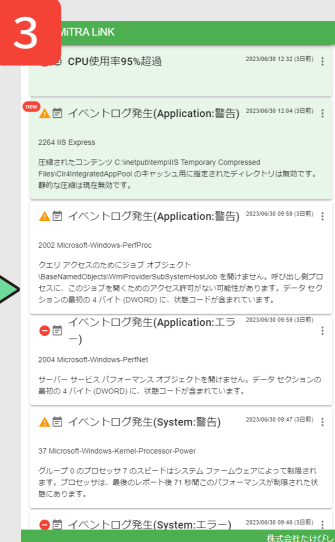 3
MiTRA LiNK
CPU使用率95%超過
2023/06/30 12:32 (3日前)
new
イベントログ発生(Application:警告)
2023/06/30 12:04 (3日前)
2264 IIS Express
圧縮されたコンテンツ C:\inetpub\temp\IIS Temporary Compressed
Files\Clr4IntegratedAppPool のキャッシュ用に指定されたディレクトリは無効です。
静的な圧縮は現在無効です。
イベントログ発生(Application:警告)
2023/06/30 09:59 (3日前)
2002 Microsoft-Windows-PerfProc
クエリ アクセスのためにジョブ オブジェクト
\BaseNamedObjects\WmiProviderSubSystemHostJob を開けません。呼び出し側プロ
セスに、このジョブを開くためのアクセス許可がない可能性があります。データ セク
ションの最初の 4 バイト (DWORD) に、状態コードが含まれています。
イベントログ発生(Application:エラ
ー)
2023/06/30 09:59 (3日前)
2004 Microsoft-Windows-PerfNet
サーバー サービス パフォーマンス オブジェクトを開けません。データ セクションの
最初の 4 バイト (DWORD) に、状態コードが含まれています。
イベントログ発生(System:警告)
2023/06/30 09:47 (3日前)
37 Microsoft-Windows-Kernel-Processor-Power
グループ 0 のプロセッサ 7 のスピードはシステム ファームウェアによって制限され
ます。プロセッサは、最後のレポート後 71 秒間このパフォーマンスが制限された状
態にあります。
イベントログ発生(System:エラー)
2023/06/30 09:46 (3日前)
株式会社たけびし